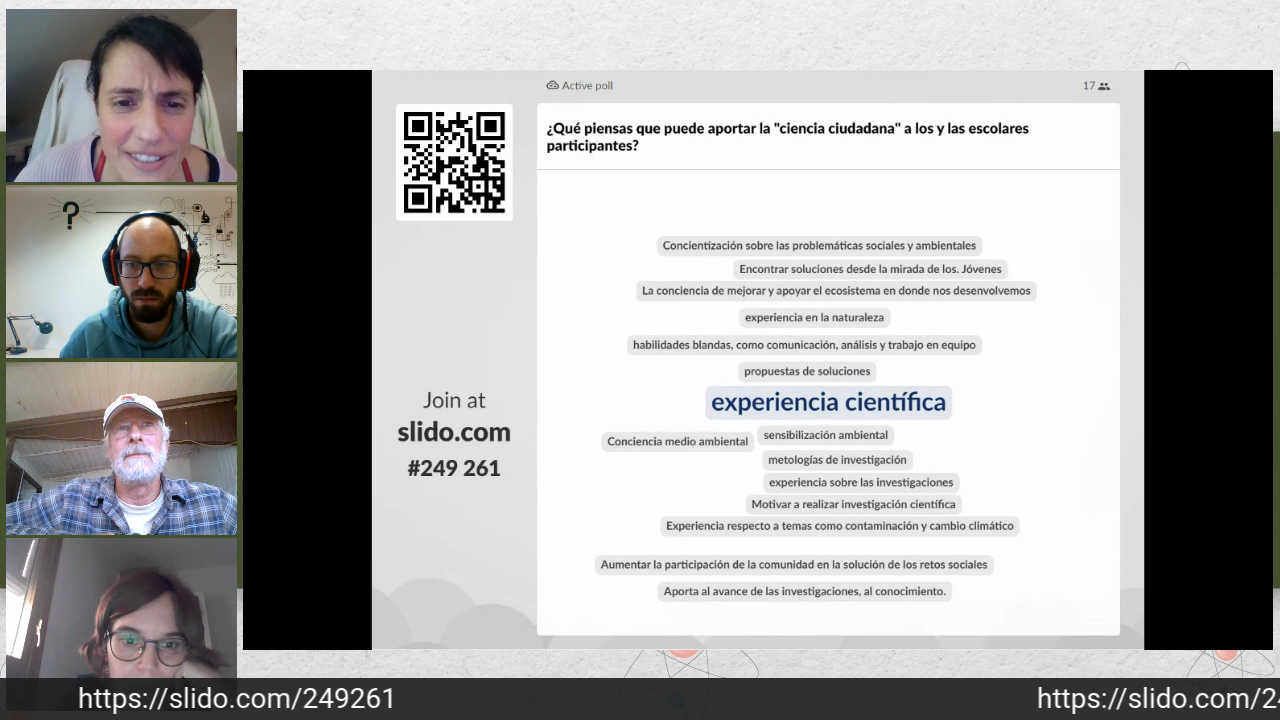 Active poll
17
¿Qué piensas que puede aportar la "ciencia ciudadana" a los y las escolares
participantes?
Concientización sobre las problemáticas sociales y ambientales
Encontrar soluciones desde la mirada de los. Jóvenes
La conciencia de mejorar y apoyar el ecosistema en donde nos desenvolvemos
experiencia en la naturaleza
habilidades blandas, como comunicación, análisis y trabajo en equipo
propuestas de soluciones
experiencia científica
Conciencia medio ambiental
sensibilización ambiental
metologías de investigación
experiencia sobre las investigaciones
Motivar a realizar investigación científica
Experiencia respecto a temas como contaminación y cambio climático
Aumentar la participación de la comunidad en la solución de los retos sociales
Aporta al avance de las investigaciones, al conocimiento.
Join at
slido.com
#249 261
?
https://slido.com/249261
https://slido.com/24